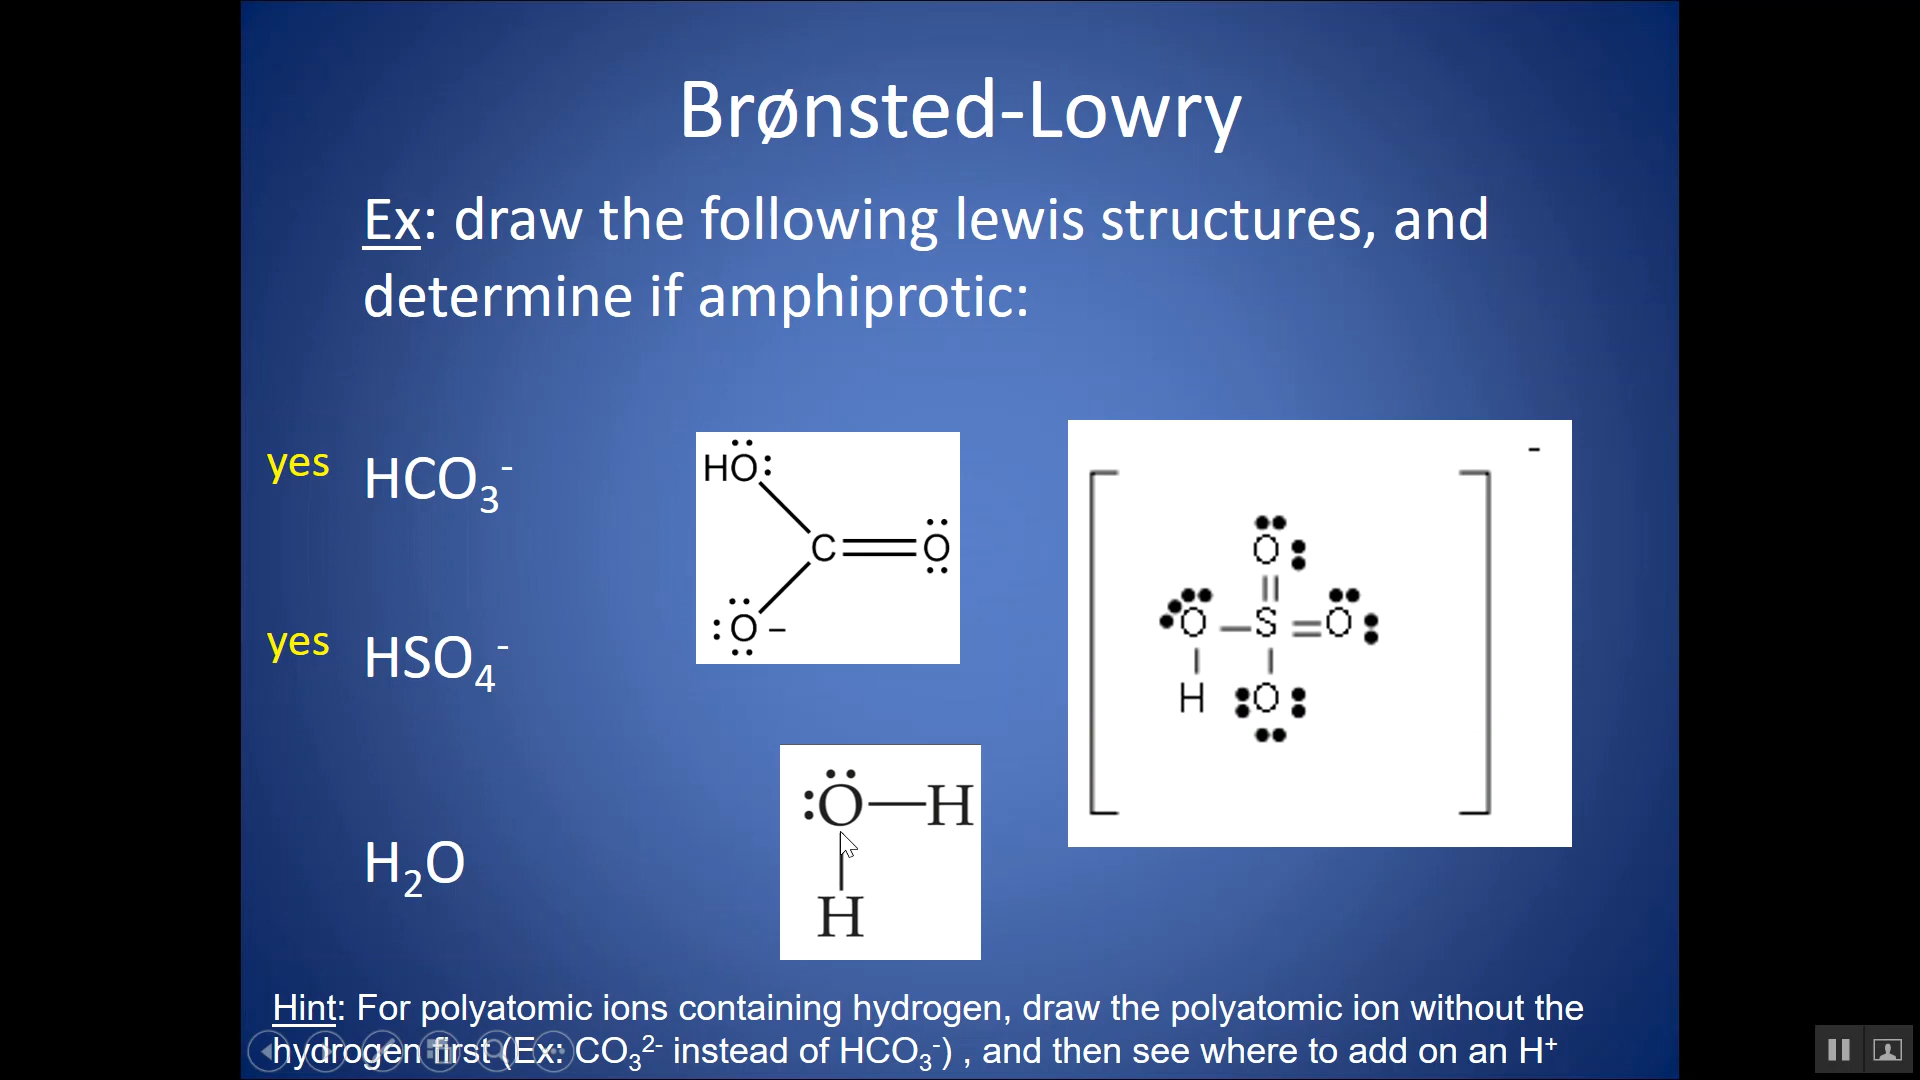 Brønsted-Lowry
Ex: draw the following lewis structures, and
determine if amphiprotic:
yes HCO₃⁻
yes HSO₄⁻
H₂O
HO
C
O
O −
O
O S O
H O
-
O H
H
Hint: For polyatomic ions containing hydrogen, draw the polyatomic ion without the
hydrogen first (Ex: CO₃²⁻ instead of HCO₃⁻) , and then see where to add on an H⁺